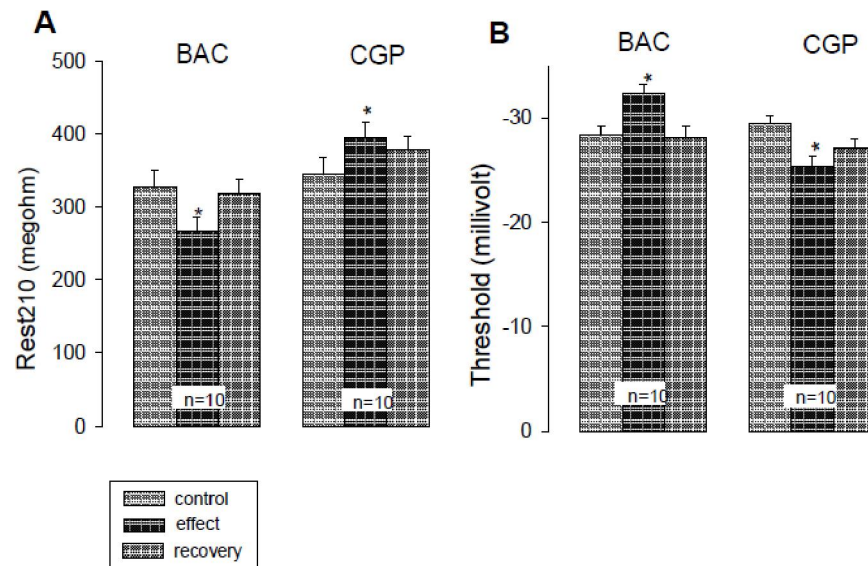 A
BAC
CGP
Rest210 (megohm)
500
400
300
200
100
0
*
*
n=10
n=10
B
BAC
CGP
Threshold (millivolt)
-30
-20
-10
0
*
*
n=10
n=10
control
effect
recovery